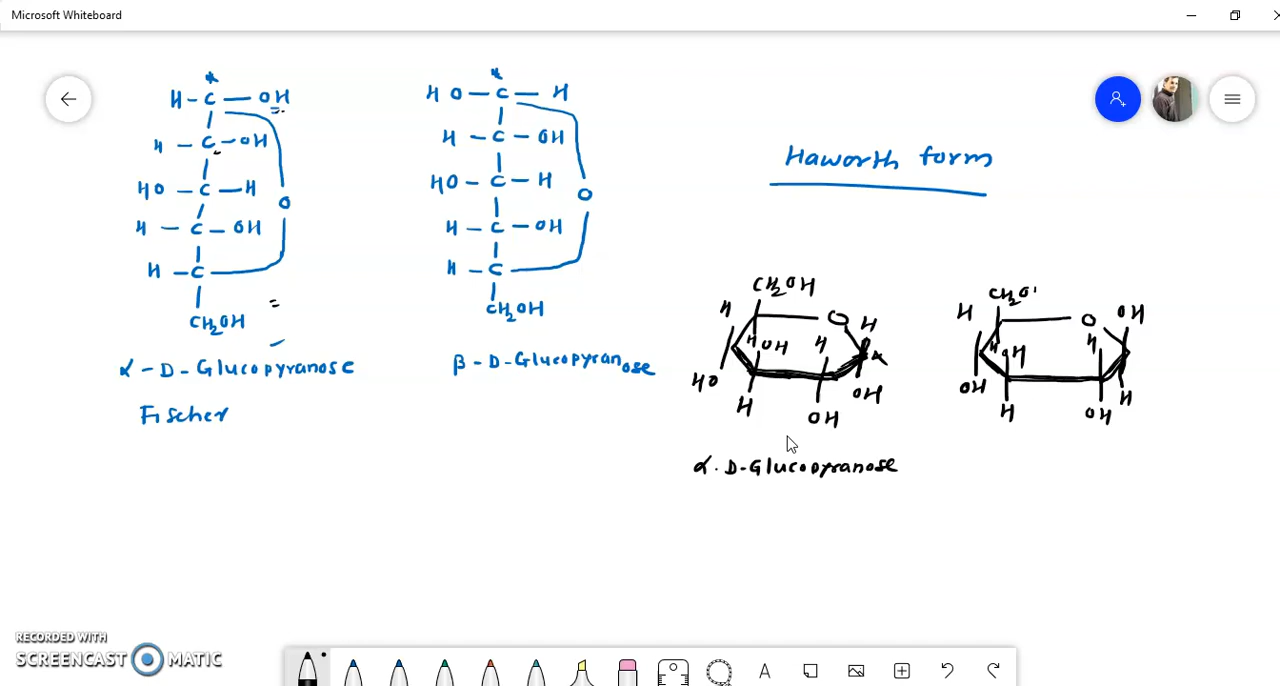 Microsoft Whiteboard
H - C - OH
H - C - OH
HO - C - H
O
H - C - OH
H - C
CH2OH
α - D - Glucopyranose
Fischer
HO - C - H
H - C - OH
HO - C - H
O
H - C - OH
H - C
CH2OH
β - D - Glucopyranose
Haworth form
CH2OH
H
O
H
H
OH
H
HO
H
OH
OH
α. D-Glucopyranose
CH2O'
H
O
OH
H
OH
H
OH
H
OH
H
RECORDED WITH
SCREENCAST MATIC
A